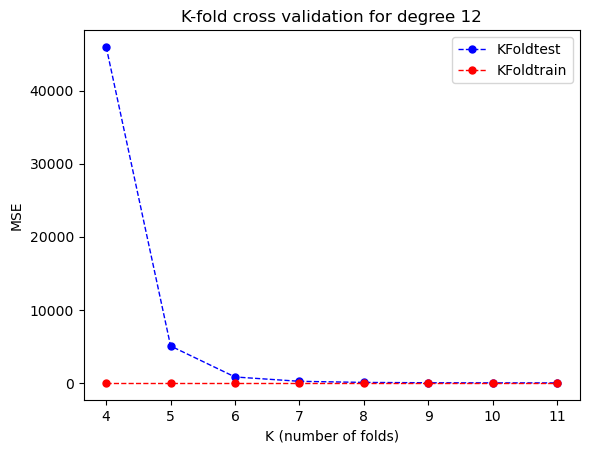 K-fold cross validation for degree 12
KFoldtest
KFoldtrain
MSE
40000
30000
20000
10000
0
4 5 6 7 8 9 10 11
K (number of folds)